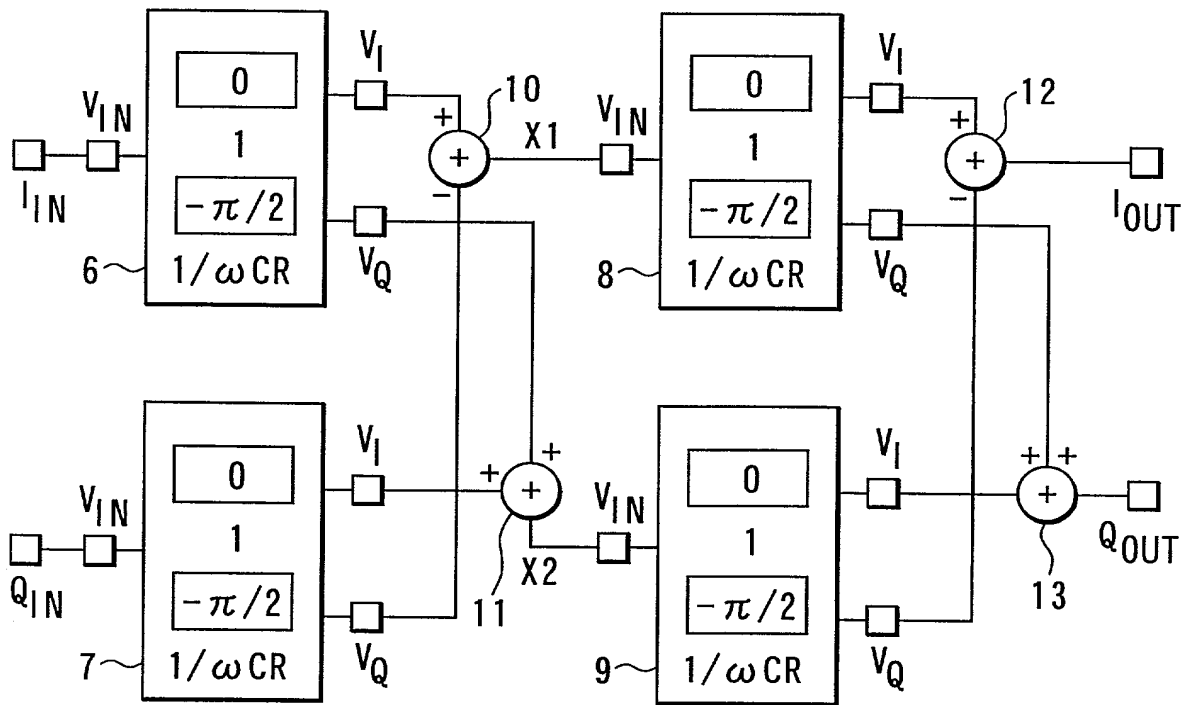 V_I
0
V_IN
1
I_IN
-π/2
6
1/ωCR
V_Q
+
10
+
-
X1
V_IN
V_I
0
1
-π/2
8
1/ωCR
V_Q
+
12
+
-
I_OUT
V_I
0
V_IN
1
Q_IN
-π/2
7
1/ωCR
V_Q
+
+
+
11
X2
V_IN
V_I
0
1
-π/2
9
1/ωCR
V_Q
+ +
+
13
Q_OUT